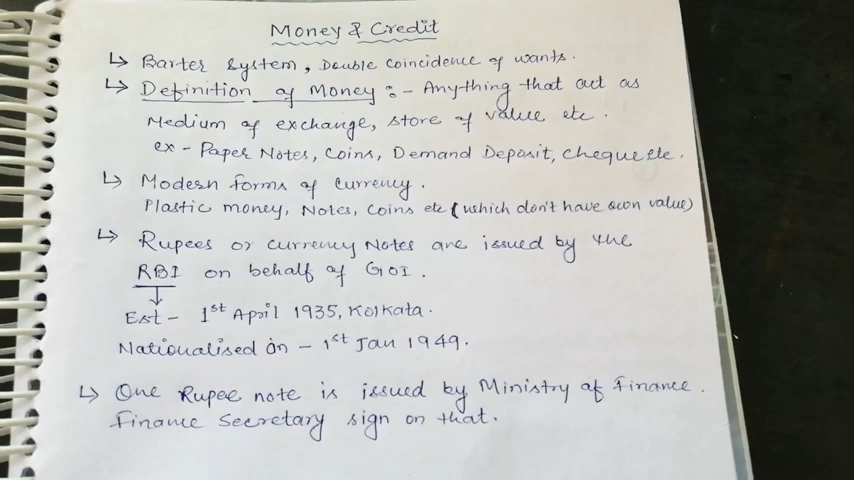 Money & Credit
↳ Barter System, Double coincidence of wants.
↳ Definition of Money :- Anything that act as
Medium of exchange, store of value etc.
ex - Paper Notes, Coins, Demand Deposit, cheque etc.
↳ Modern forms of currency.
Plastic money, Notes, Coins etc (which don't have own value)
↳ Rupees or currency Notes are issued by the
RBI on behalf of GOI.
Est - 1st April 1935, Kolkata.
Nationalised on - 1st Jan 1949.
↳ One Rupee note is issued by Ministry of Finance.
Finance Secretary sign on that.